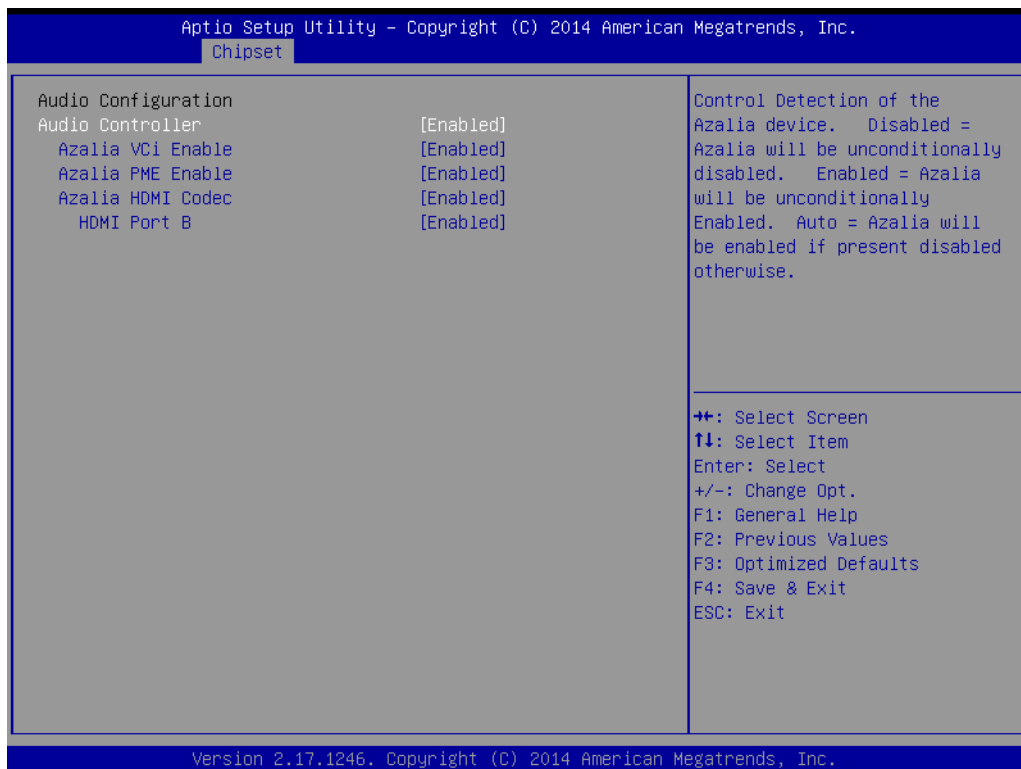 Aptio Setup Utility – Copyright (C) 2014 American Megatrends, Inc.
Chipset
Audio Configuration
Audio Controller [Enabled]
Azalia VCi Enable [Enabled]
Azalia PME Enable [Enabled]
Azalia HDMI Codec [Enabled]
HDMI Port B [Enabled]
Control Detection of the
Azalia device. Disabled =
Azalia will be unconditionally
disabled. Enabled = Azalia
will be unconditionally
Enabled. Auto = Azalia will
be enabled if present disabled
otherwise.
→←: Select Screen
↑↓: Select Item
Enter: Select
+/-: Change Opt.
F1: General Help
F2: Previous Values
F3: Optimized Defaults
F4: Save & Exit
ESC: Exit
Version 2.17.1246. Copyright (C) 2014 American Megatrends, Inc.